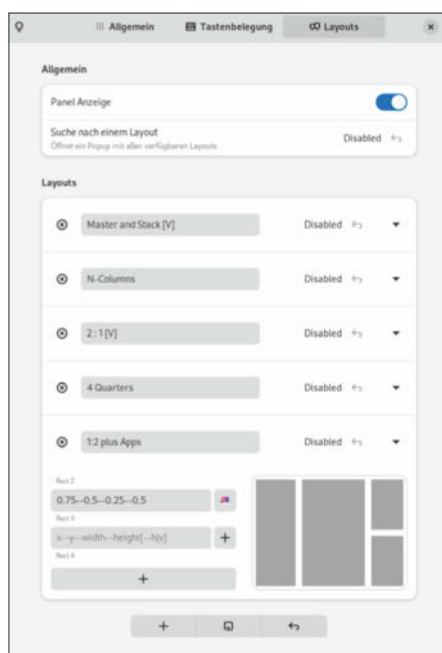 Allgemein Tastenbelegung Layouts
Allgemein
Panel Anzeige
Suche nach einem Layout Disabled
Öffnet ein Popup mit allen verfügbaren Layouts
Layouts
Master and Stack [V] Disabled
N-Columns Disabled
2 : 1 [V] Disabled
4 Quarters Disabled
1:2 plus Apps Disabled
Rect 2
0.75--0.5--0.25--0.5
Rect 3
x--y--width--height[--h|v]
Rect 4